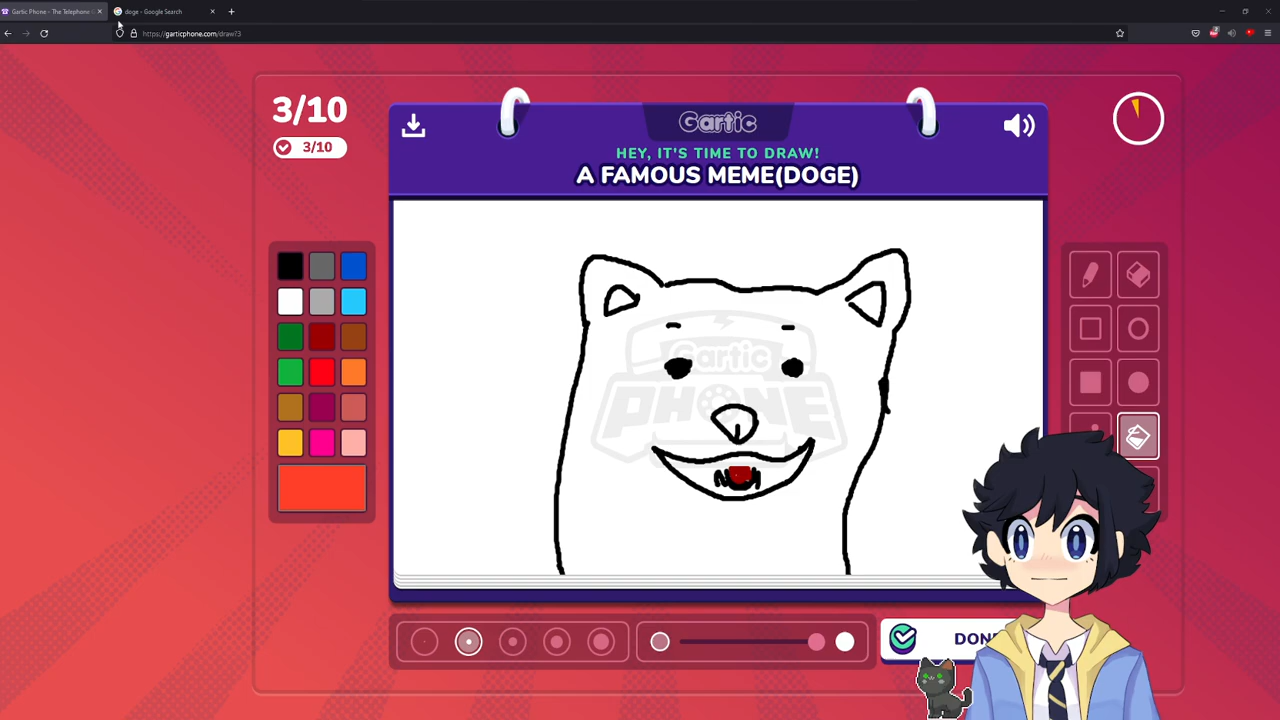 Gartic Phone - The Telephone
doge - Google Search
https://garticphone.com/draw?3
3/10
3/10
Gartic
HEY, IT'S TIME TO DRAW!
A FAMOUS MEME(DOGE)
Gartic
PHONE
DONE